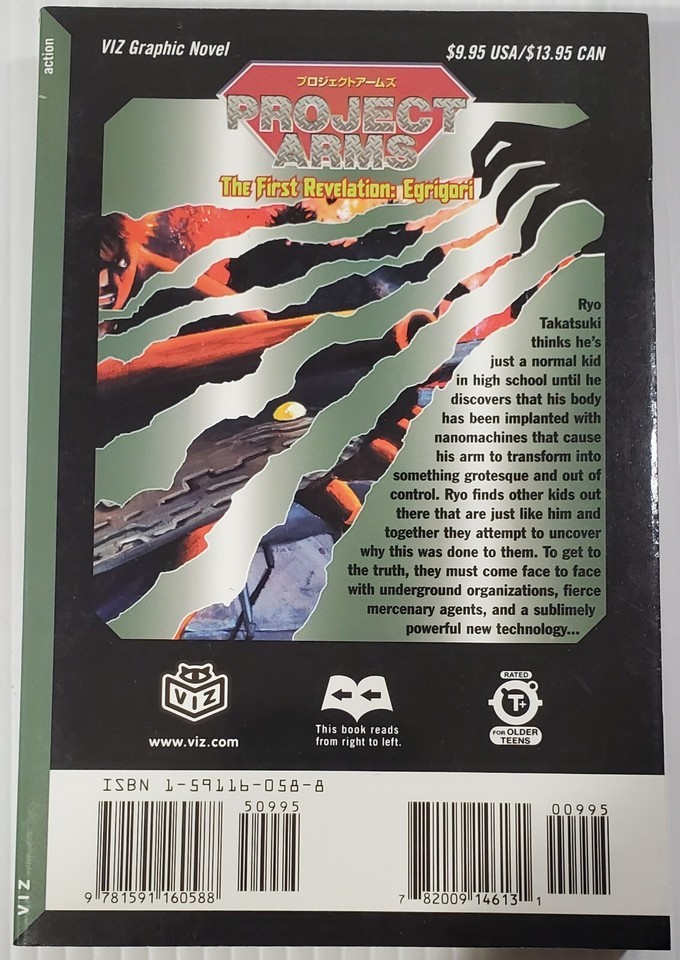 action
VIZ Graphic Novel
$9.95 USA/$13.95 CAN
プロジェクトアームズ
PROJECT
ARMS
The First Revelation: Egrigori
Ryo
Takatsuki
thinks he's
just a normal kid
in high school until he
discovers that his body
has been implanted with
nanomachines that cause
his arm to transform into
something grotesque and out of
control. Ryo finds other kids out
there that are just like him and
together they attempt to uncover
why this was done to them. To get to
the truth, they must come face to face
with underground organizations, fierce
mercenary agents, and a sublimely
powerful new technology...
VIZ
www.viz.com
This book reads
from right to left.
RATED
T+
FOR OLDER
TEENS
ISBN 1-59116-058-8
50995
9 781591 160588
00995
7 82009 14613 1
VIZ